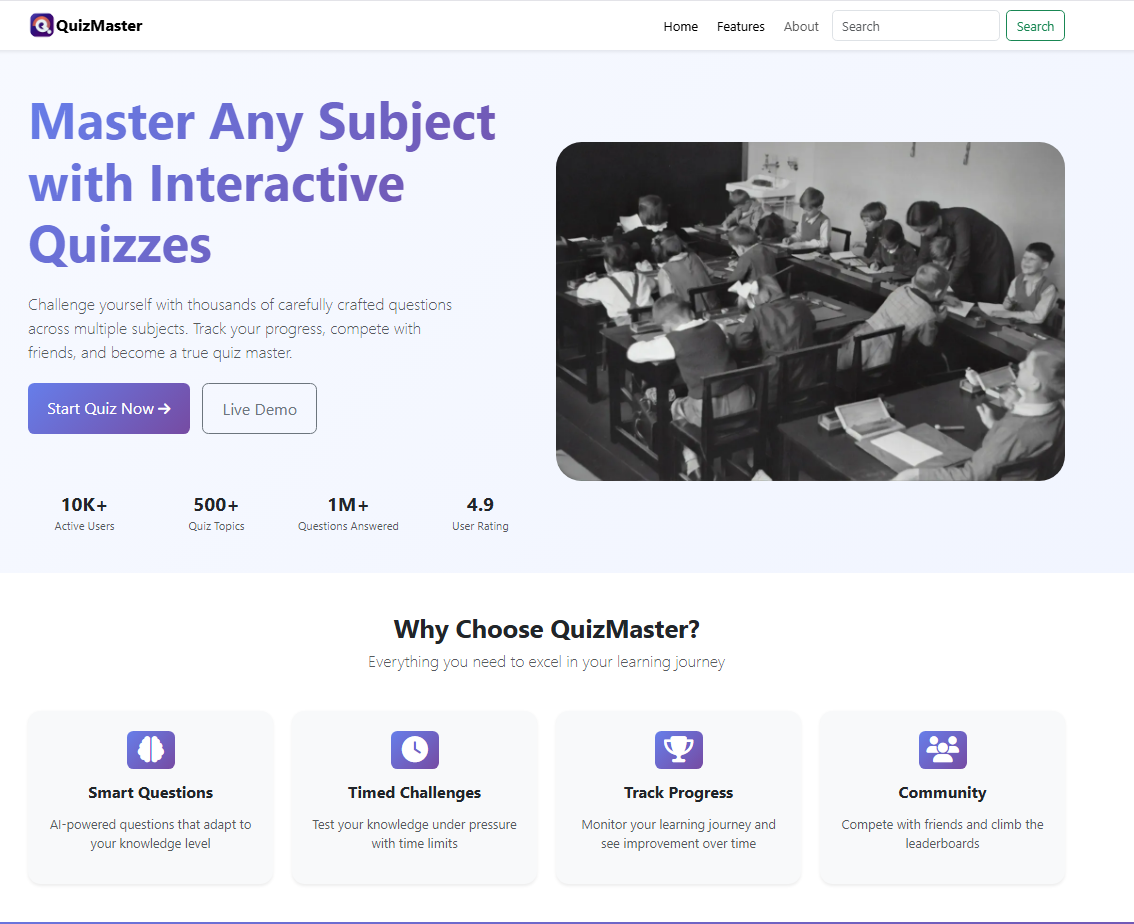 QuizMaster
Home Features About Search Search
Master Any Subject
with Interactive
Quizzes
Challenge yourself with thousands of carefully crafted questions
across multiple subjects. Track your progress, compete with
friends, and become a true quiz master.
Start Quiz Now
Live Demo
10K+
Active Users
500+
Quiz Topics
1M+
Questions Answered
4.9
User Rating
Why Choose QuizMaster?
Everything you need to excel in your learning journey
Smart Questions
AI-powered questions that adapt to
your knowledge level
Timed Challenges
Test your knowledge under pressure
with time limits
Track Progress
Monitor your learning journey and
see improvement over time
Community
Compete with friends and climb the
leaderboards